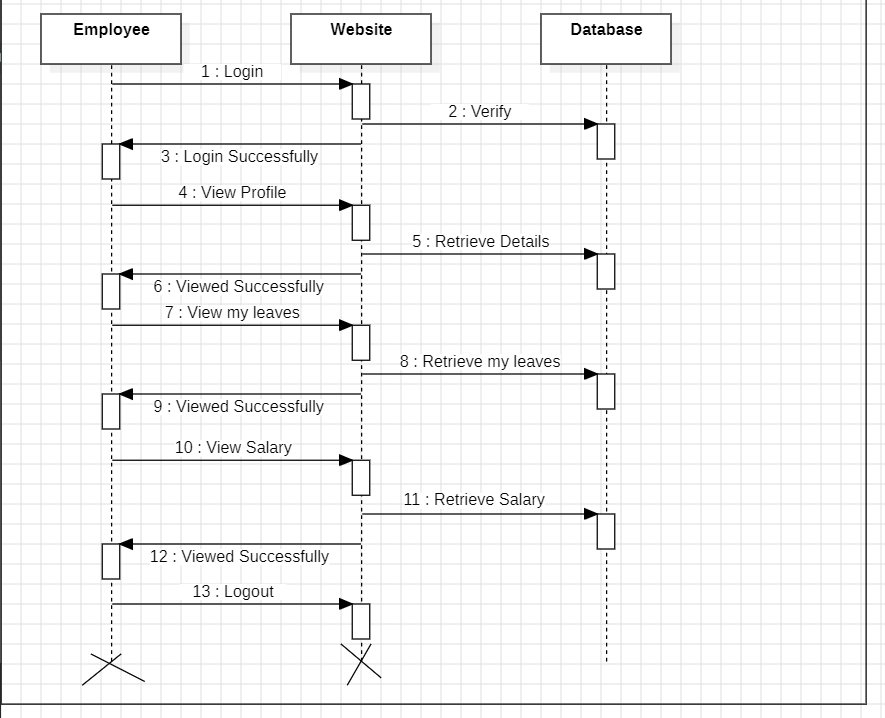 Employee
Website
Database
1 : Login
2 : Verify
3 : Login Successfully
4 : View Profile
5 : Retrieve Details
6 : Viewed Successfully
7 : View my leaves
8 : Retrieve my leaves
9 : Viewed Successfully
10 : View Salary
11 : Retrieve Salary
12 : Viewed Successfully
13 : Logout